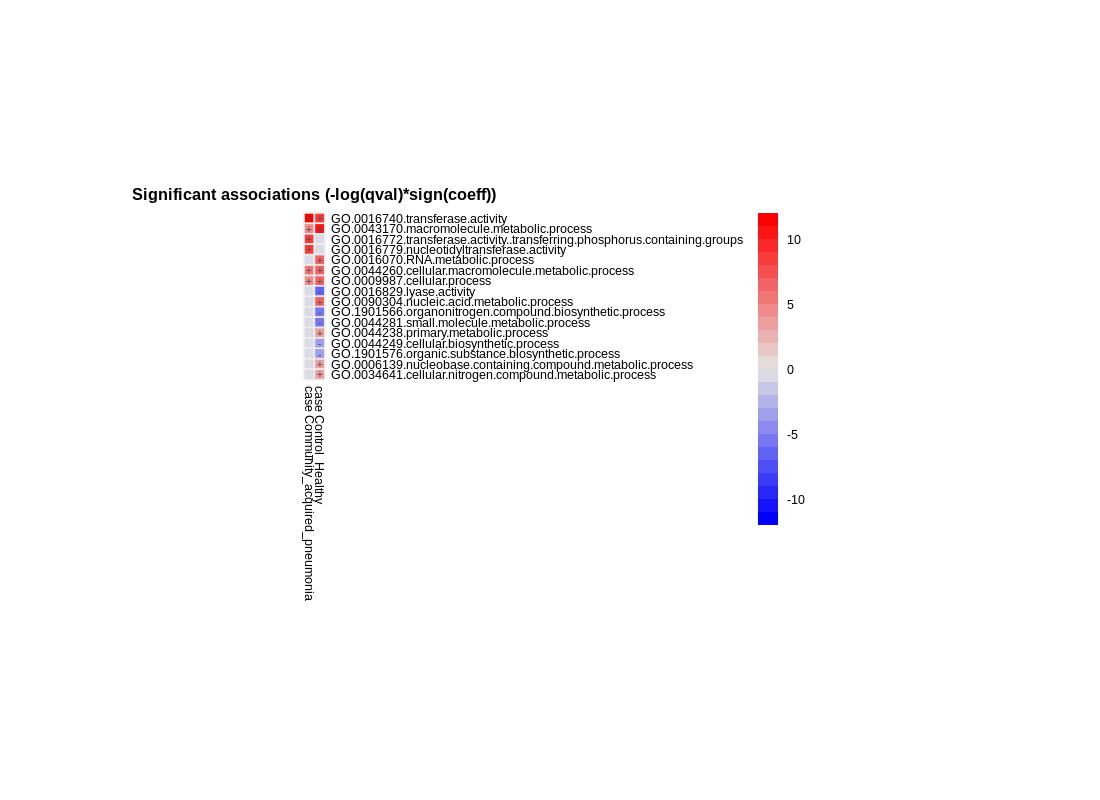 Significant associations (-log(qval)*sign(coeff))
GO.0016740.transferase.activity
GO.0043170.macromolecule.metabolic.process
GO.0016772.transferase.activity..transferring.phosphorus.containing.groups
GO.0016779.nucleotidyltransferase.activity
GO.0016070.RNA.metabolic.process
GO.0044260.cellular.macromolecule.metabolic.process
GO.0009987.cellular.process
GO.0016829.lyase.activity
GO.0090304.nucleic.acid.metabolic.process
GO.1901566.organonitrogen.compound.biosynthetic.process
GO.0044281.small.molecule.metabolic.process
GO.0044238.primary.metabolic.process
GO.0044249.cellular.biosynthetic.process
GO.1901576.organic.substance.biosynthetic.process
GO.0006139.nucleobase.containing.compound.metabolic.process
GO.0034641.cellular.nitrogen.compound.metabolic.process
case Community_acquired_pneumonia
case Control_Healthy
10
5
0
-5
-10